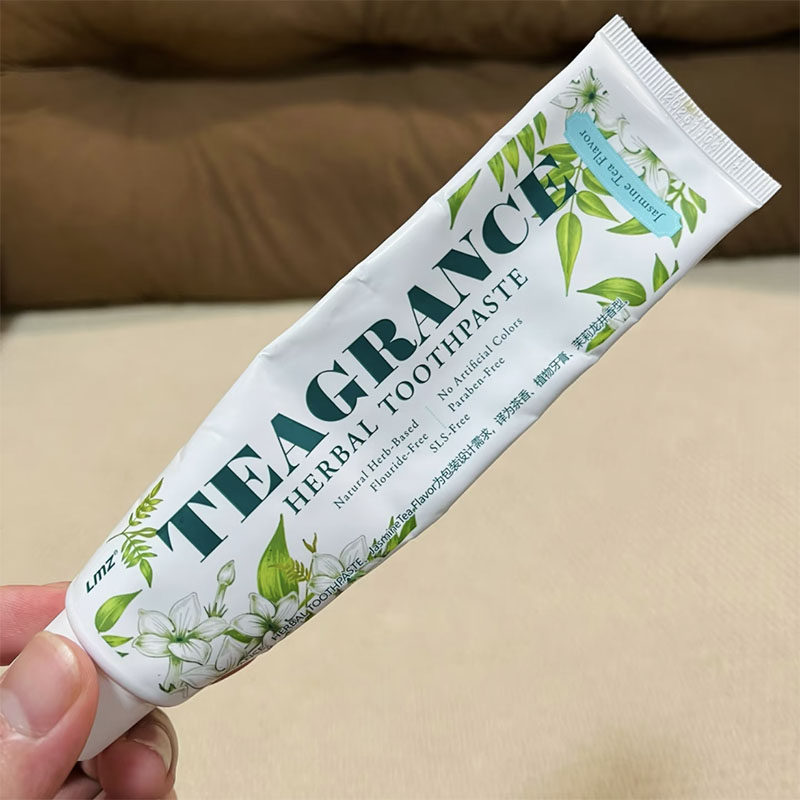 Jasmine Tea Flavor
TEAGRANCE
HERBAL TOOTHPASTE
Natural Herb-Based
Flouride-Free
No Artificial Colors
Paraben-Free
SLS-Free
LMZ®
HERBAL TOOTHPASTE、JasmineTea Flavor为包装设计需求，译为茶香、植物牙膏、茉莉龙井香型。